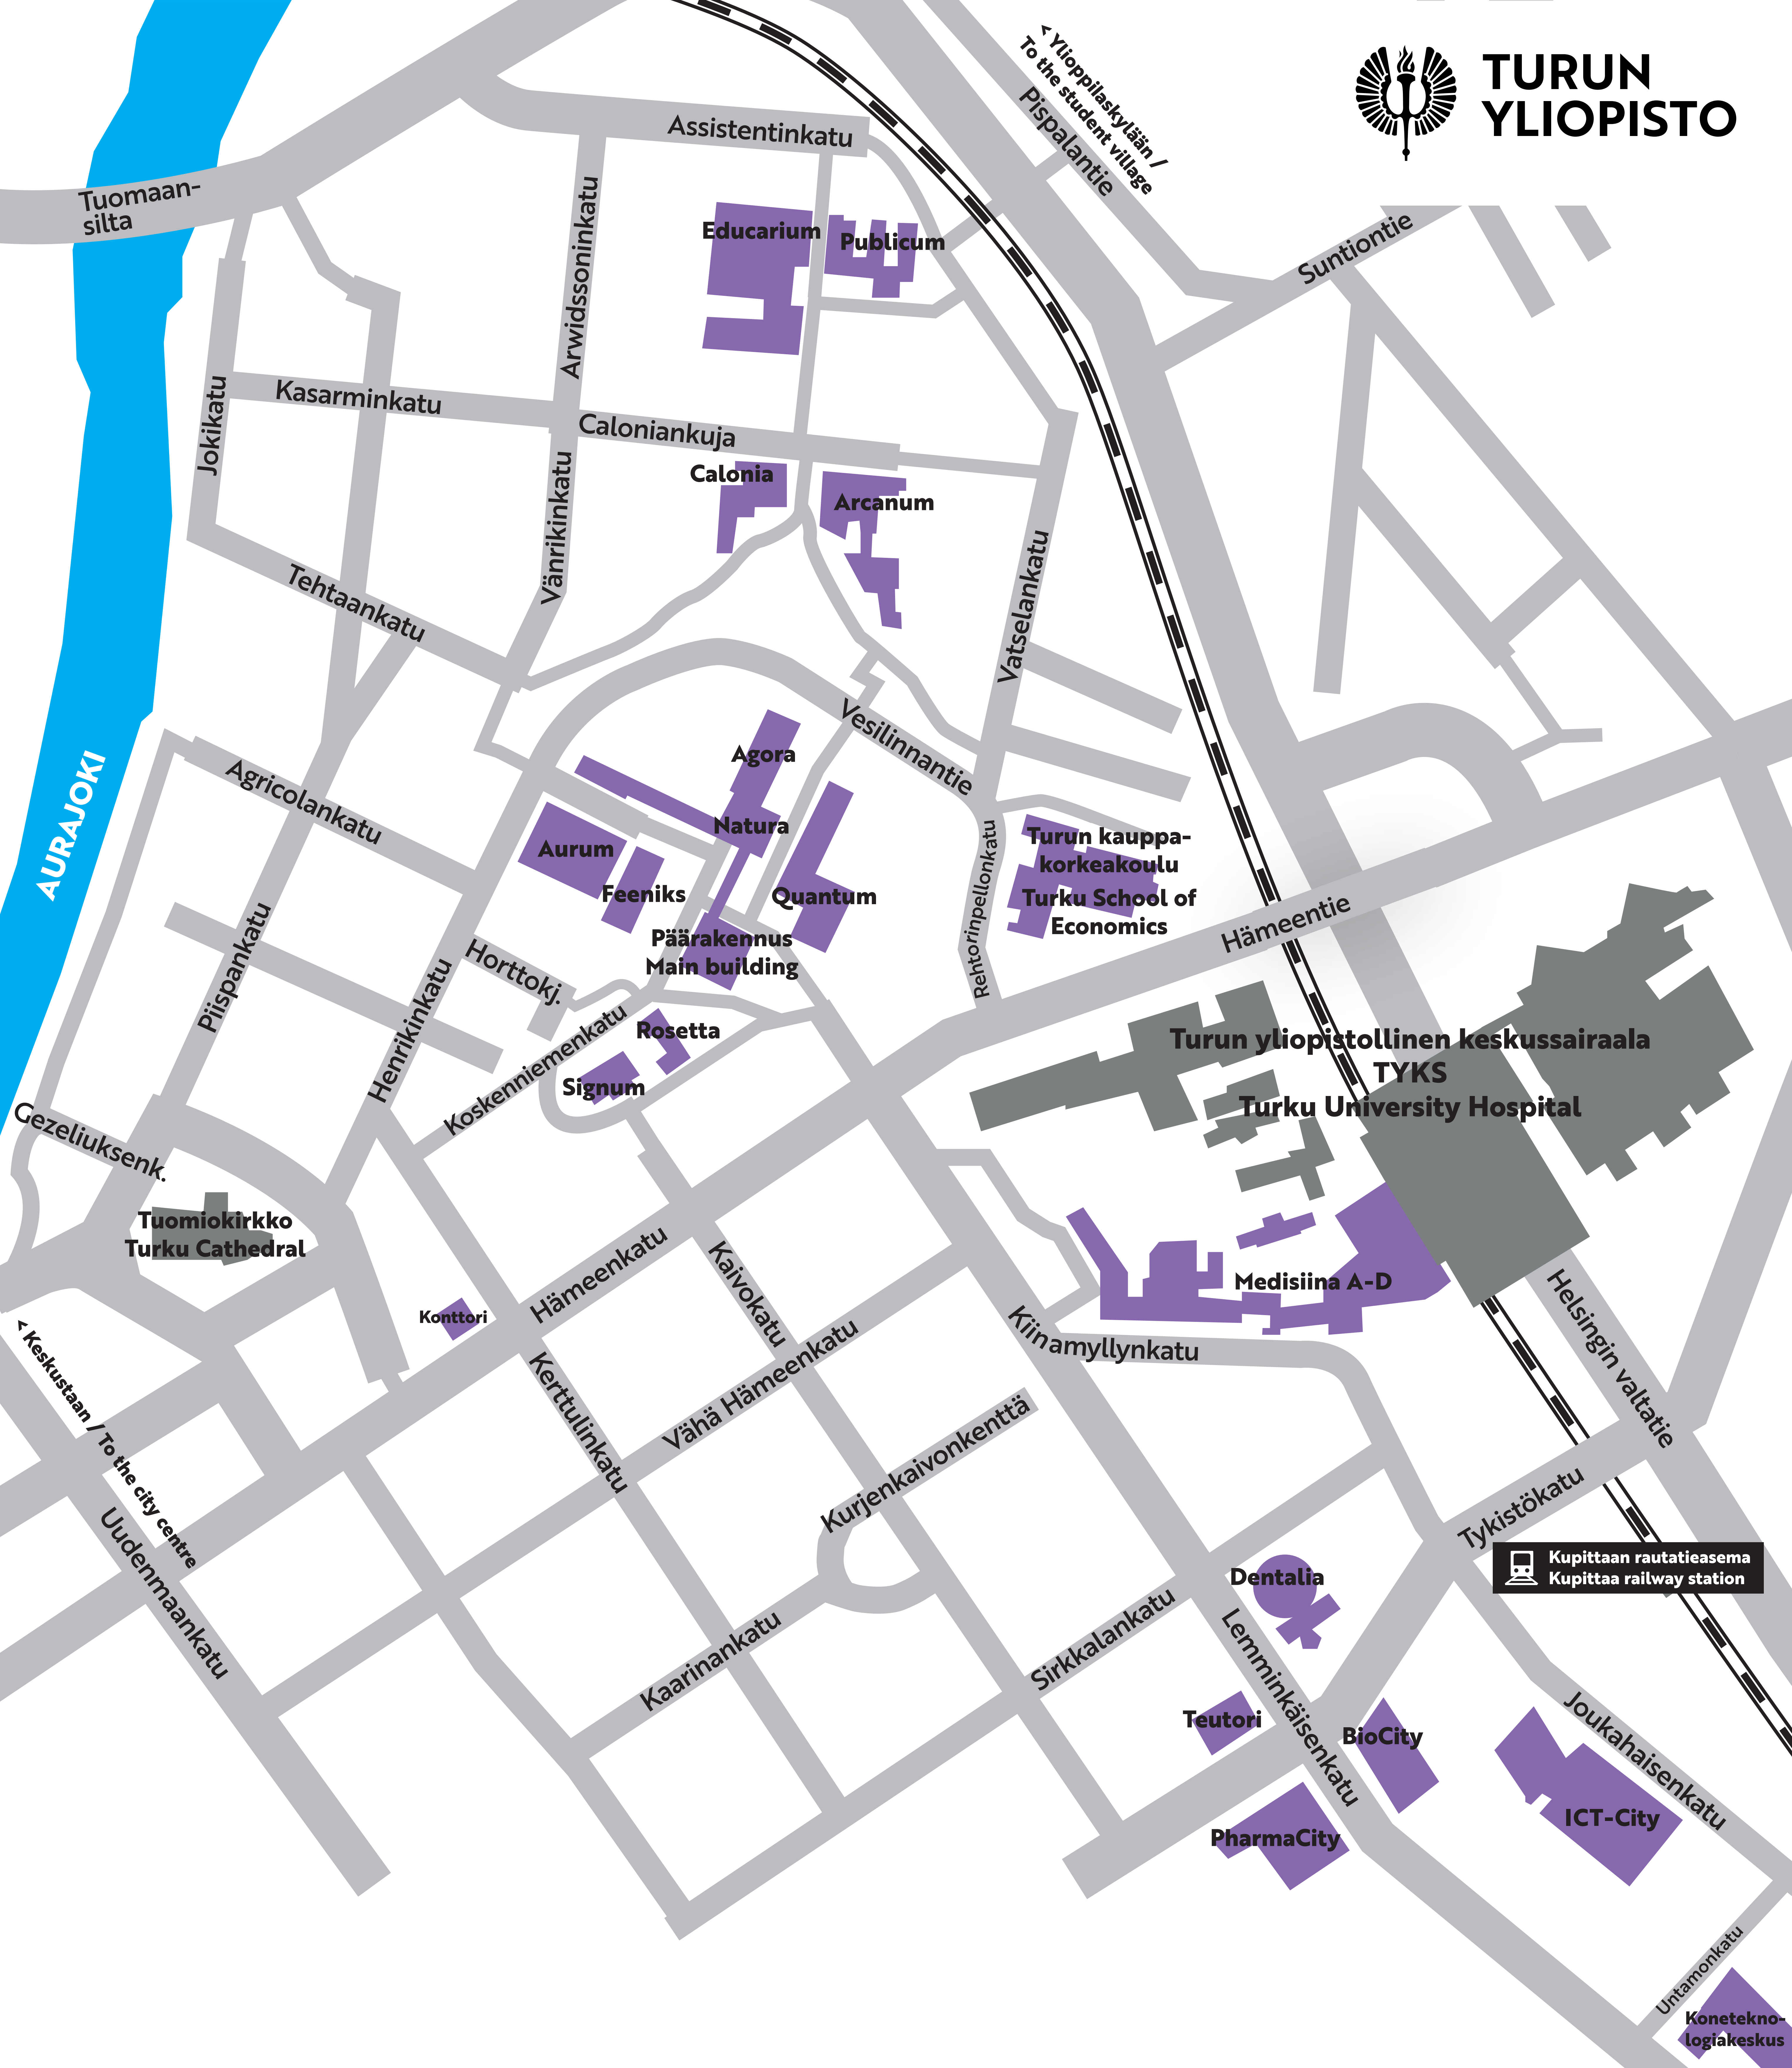 TURUN
YLIOPISTO
< Ylioppilaskylään /
To the student village
Pispalantie
Assistentinkatu
Tuomaan-
silta
Suntiontie
Educarium
Publicum
Arwidssoninkatu
Jokikatu
Kasarminkatu
Caloniankuja
Calonia
Arcanum
Vänrikinkatu
Tehtaankatu
Vatselankatu
Vesilinnantie
Agora
AURAJOKI
Agricolankatu
Natura
Aurum
Feeniks
Quantum
Turun kauppa-
korkeakoulu
Turku School of
Economics
Rehtorinpellonkatu
Hämeentie
Päärakennus
Main building
Piispankatu
Horttokj.
Henrikinkatu
Koskenniemenkatu
Rosetta
Signum
Turun yliopistollinen keskussairaala
TYKS
Turku University Hospital
Gezeliuksenk.
Tuomiokirkko
Turku Cathedral
Konttori
Hämeenkatu
Kaivokatu
Medisiina A-D
Kiinamyllynkatu
Helsingin valtatie
< Keskustaan / To the city centre
Kerttulinkatu
Vähä Hämeenkatu
Kurjenkaivonkenttä
Uudenmaankatu
Tykistökatu
Kupittaan rautatieasema
Kupittaa railway station
Dentalia
Kaarinankatu
Sirkkalankatu
Lemminkäisenkatu
Teutori
BioCity
Joukahaisenkatu
ICT-City
PharmaCity
Untamonkatu
Konetekno-
logiakeskus